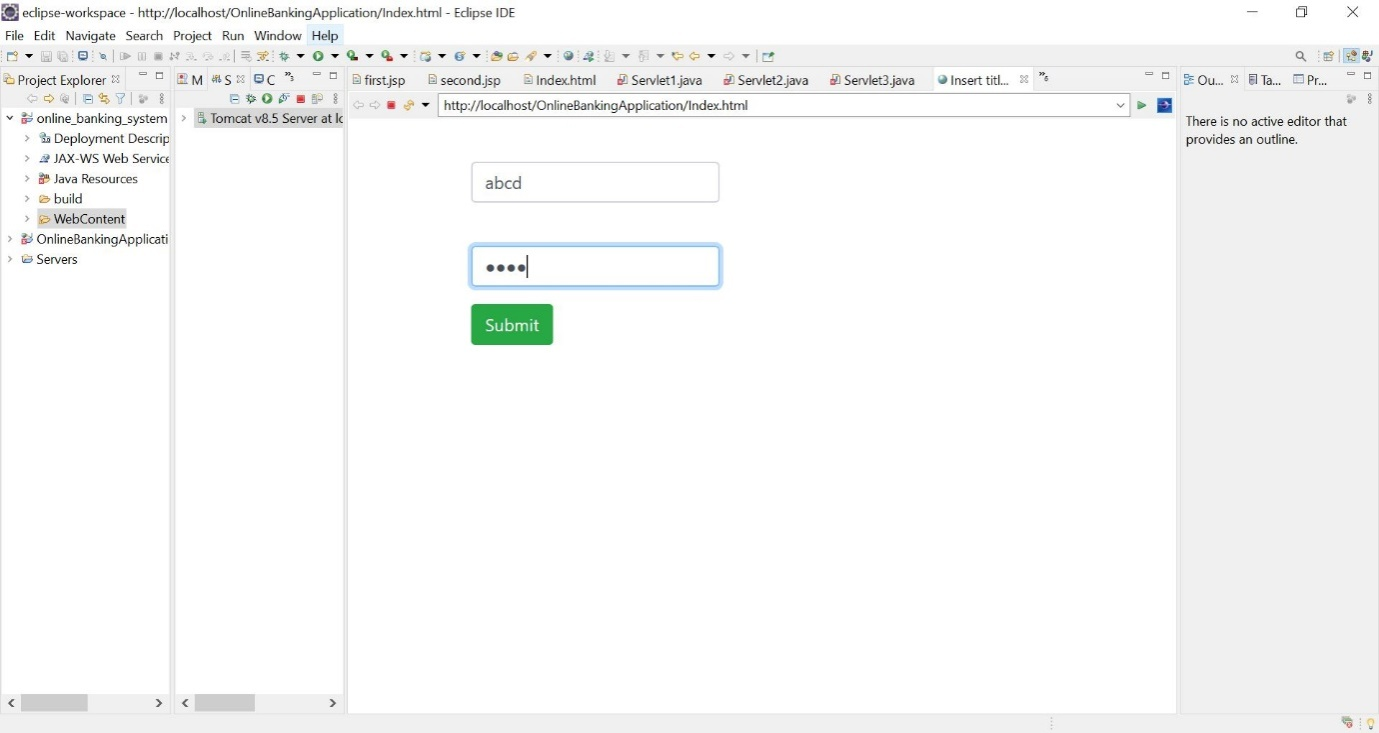 eclipse-workspace - http://localhost/OnlineBankingApplication/Index.html - Eclipse IDE
File Edit Navigate Search Project Run Window Help
Project Explorer M S C »3 first.jsp second.jsp Index.html Servlet1.java Servlet2.java Servlet3.java Insert titl... »6 Ou... Ta... Pr...
http://localhost/OnlineBankingApplication/Index.html
online_banking_system
Deployment Descrip
JAX-WS Web Service
Java Resources
build
WebContent
OnlineBankingApplicati
Servers
Tomcat v8.5 Server at lc
abcd
••••
Submit
There is no active editor that
provides an outline.